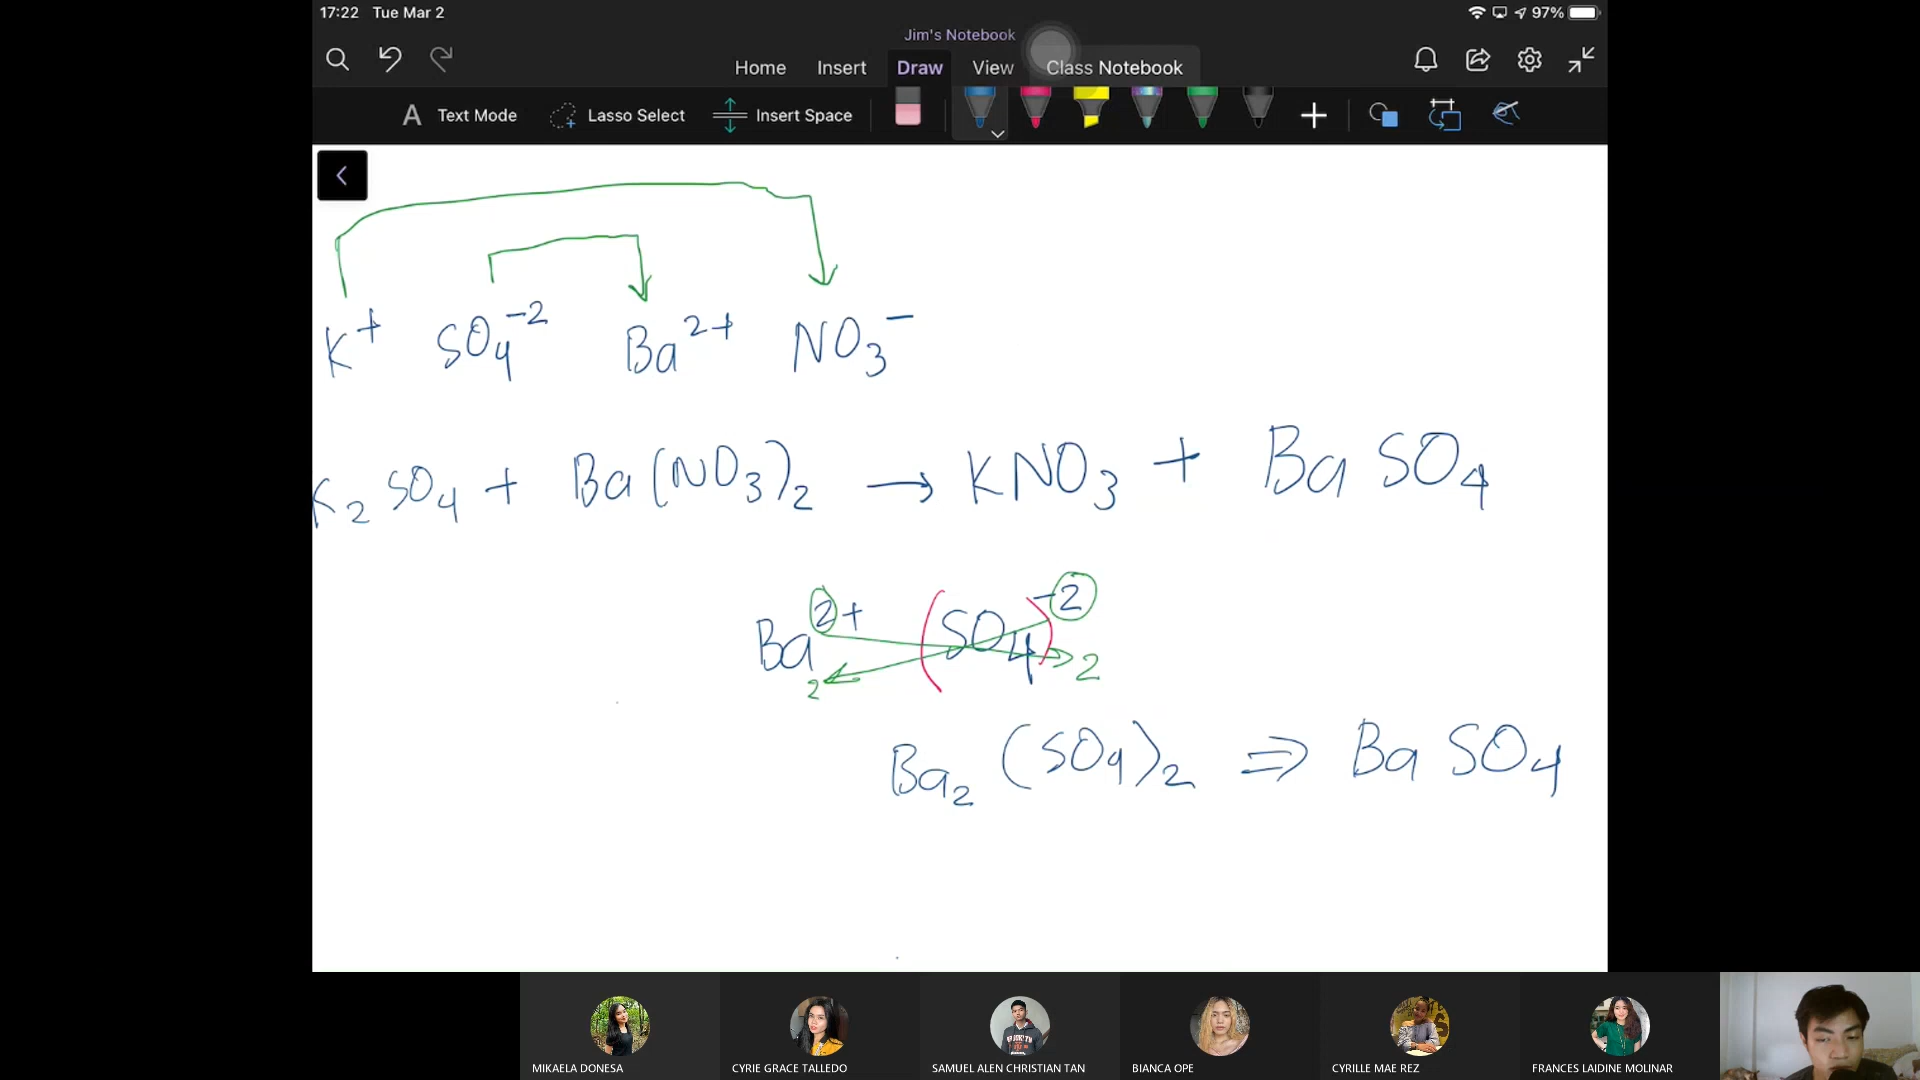 17:22 Tue Mar 2 97%
Jim's Notebook
Home Insert Draw View Class Notebook
A Text Mode Lasso Select Insert Space
K⁺ SO₄⁻² Ba²⁺ NO₃⁻
K₂SO₄ + Ba(NO₃)₂ → KNO₃ + BaSO₄
Ba₂²⁺ (SO₄)₂⁻²
Ba₂(SO₄)₂ ⇒ BaSO₄
MIKAELA DONESA CYRIE GRACE TALLEDO SAMUEL ALEN CHRISTIAN TAN BIANCA OPE CYRILLE MAE REZ FRANCES LAIDINE MOLINAR